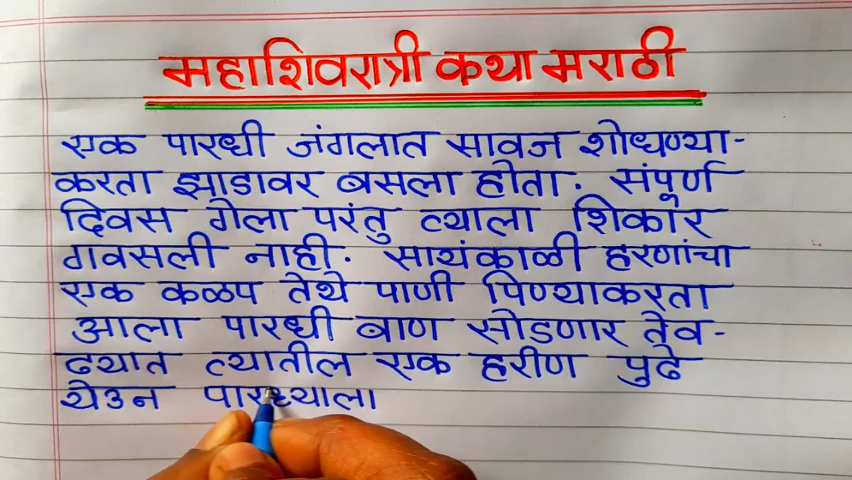 महाशिवरात्री कथा मराठी
एक पारधी जंगलात सावज शोधण्या-
करता झाडावर बसला होता. संपूर्ण
दिवस गेला परंतु त्याला शिकार
गवसली नाही. सायंकाळी हरणांचा
एक कळप तेथे पाणी पिण्याकरता
आला पारधी बाण सोडणार तेव-
ढ्यात त्यातील एक हरीण पुढे
येउन पारध्याला